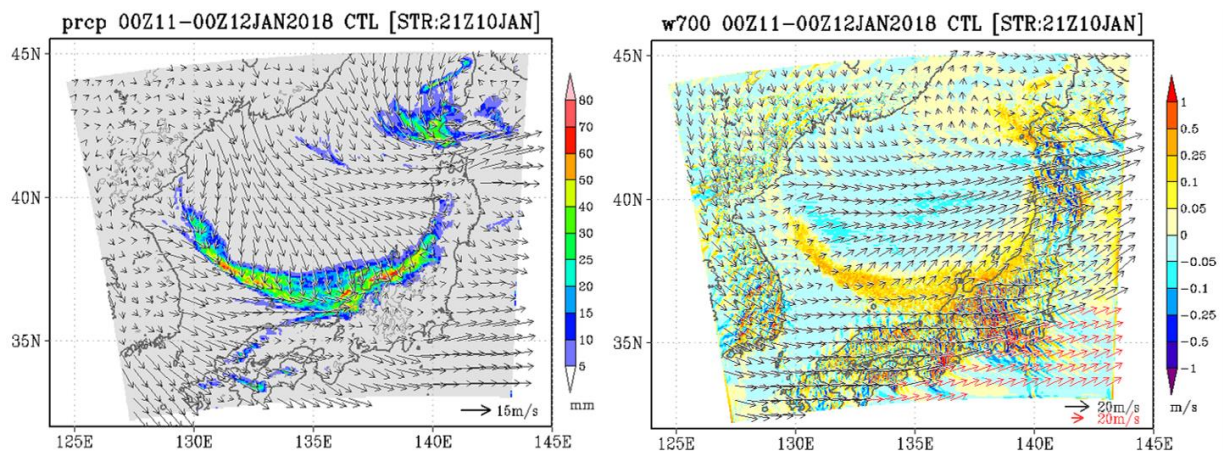 prcp 00Z11-00Z12JAN2018 CTL [STR:21Z10JAN]
45N
40N
35N
125E 130E 135E 140E 145E
15m/s
80
70
60
50
40
30
25
20
15
10
5
mm
w700 00Z11-00Z12JAN2018 CTL [STR:21Z10JAN]
45N
40N
35N
125E 130E 135E 140E 145E
20m/s
20m/s
1
0.5
0.25
0.1
0.05
0
-0.05
-0.1
-0.25
-0.5
-1
m/s